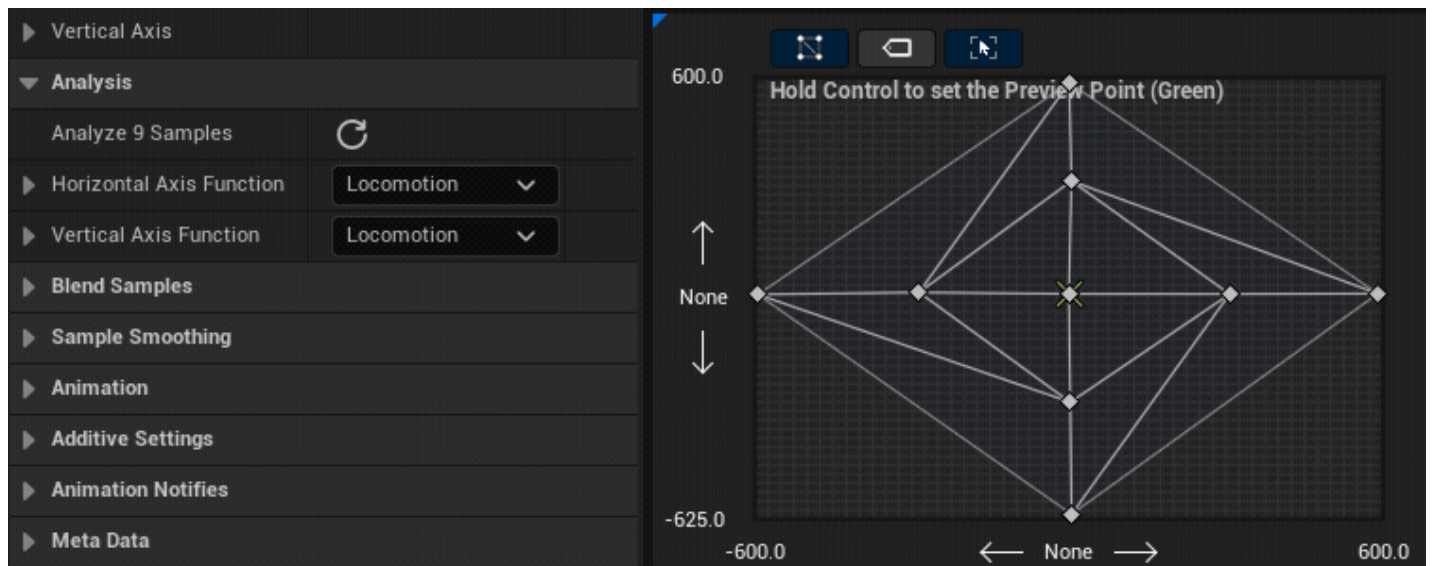 Vertical Axis
Analysis
Analyze 9 Samples
Horizontal Axis Function
Locomotion
Vertical Axis Function
Locomotion
Blend Samples
Sample Smoothing
Animation
Additive Settings
Animation Notifies
Meta Data
600.0
Hold Control to set the Preview Point (Green)
None
-625.0
-600.0
None
600.0